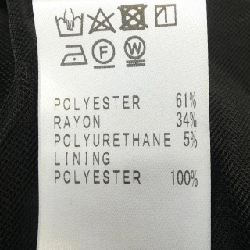 POLYESTER 61%
RAYON 34%
POLYURETHANE 5%
LINING
POLYESTER 100%